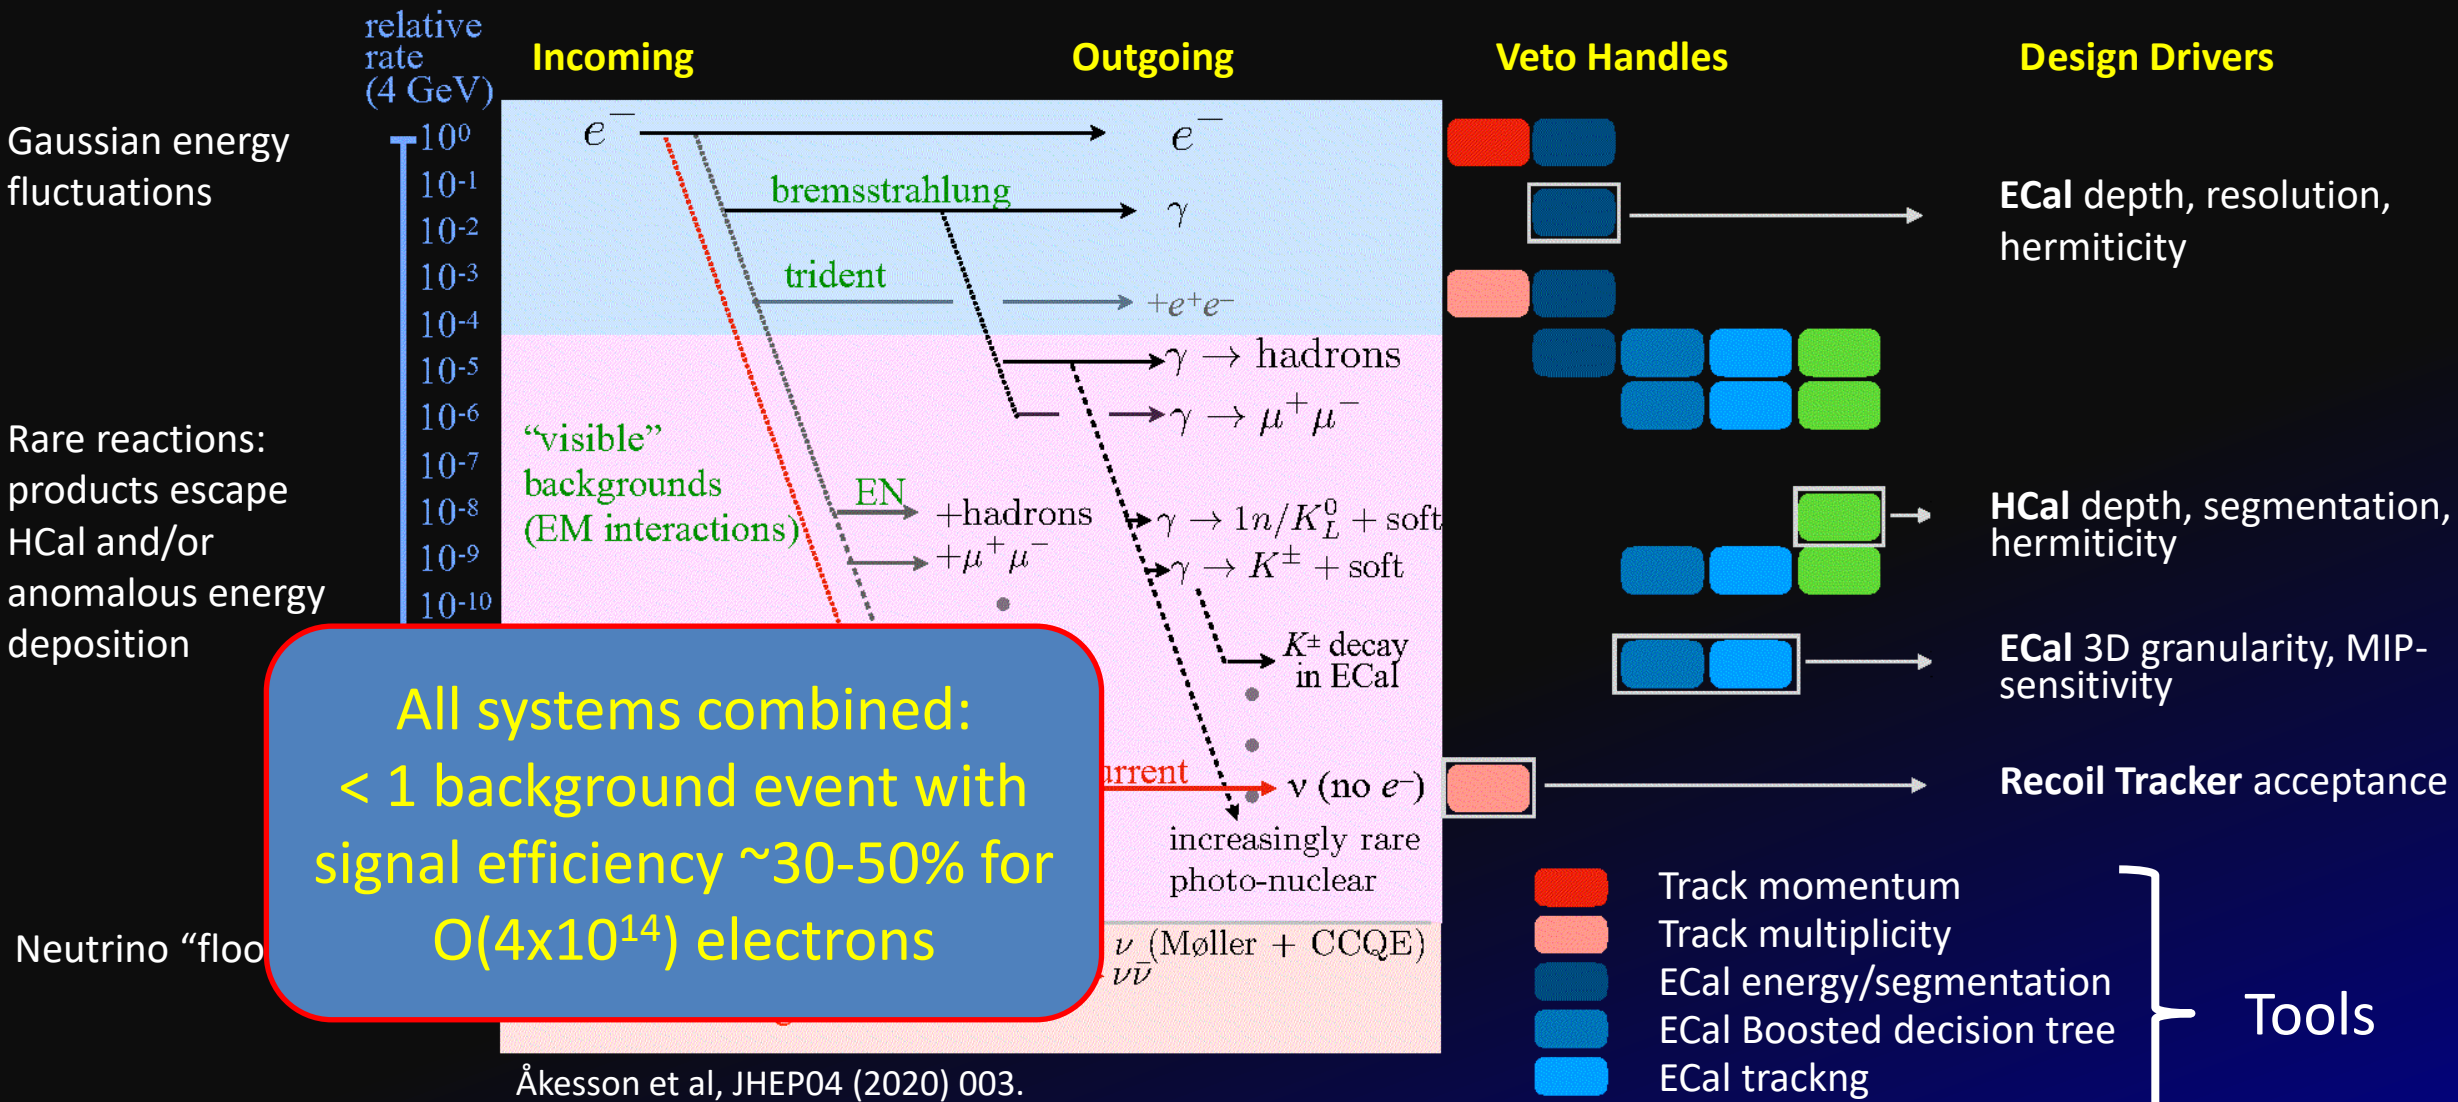 relative
rate
(4 GeV)
Incoming
Outgoing
Veto Handles
Design Drivers
Gaussian energy
fluctuations
10⁰
10⁻¹
10⁻²
10⁻³
10⁻⁴
10⁻⁵
10⁻⁶
10⁻⁷
10⁻⁸
10⁻⁹
10⁻¹⁰
e⁻
e⁻
bremsstrahlung
γ
trident
+e⁺e⁻
γ → hadrons
γ → μ⁺μ⁻
"visible"
backgrounds
(EM interactions)
EN
+hadrons
+μ⁺μ⁻
γ → 1n/K⁰_L + soft
γ → K^± + soft
K± decay
in ECal
ν (no e⁻)
increasingly rare
photo-nuclear
ν (Møller + CCQE)
νν̄
Rare reactions:
products escape
HCal and/or
anomalous energy
deposition
Neutrino "floo
All systems combined:
< 1 background event with
signal efficiency ~30-50% for
O(4x10¹⁴) electrons
ECal depth, resolution,
hermiticity
HCal depth, segmentation,
hermiticity
ECal 3D granularity, MIP-
sensitivity
Recoil Tracker acceptance
Track momentum
Track multiplicity
ECal energy/segmentation
ECal Boosted decision tree
ECal trackng
Tools
Åkesson et al, JHEP04 (2020) 003.